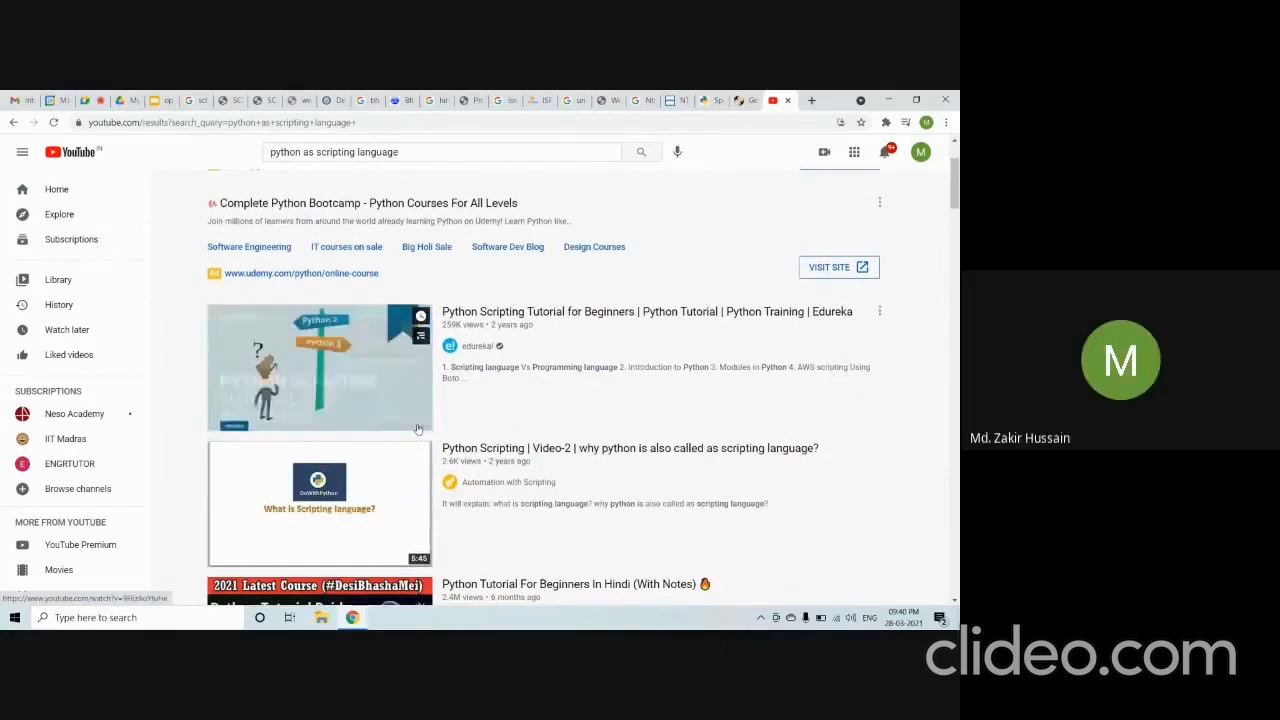 youtube.com/results?search_query=python+as+scripting+language+
YouTube IN
python as scripting language
9+
M
Home
Explore
Subscriptions
Library
History
Watch later
Liked videos
SUBSCRIPTIONS
Neso Academy
IIT Madras
E ENGRTUTOR
Browse channels
MORE FROM YOUTUBE
YouTube Premium
Movies
Complete Python Bootcamp - Python Courses For All Levels
Join millions of learners from around the world already learning Python on Udemy! Learn Python like...
Software Engineering IT courses on sale Big Holi Sale Software Dev Blog Design Courses
Ad www.udemy.com/python/online-course
VISIT SITE
Python 2
Python 3
Python Scripting Tutorial for Beginners | Python Tutorial | Python Training | Edureka
259K views • 2 years ago
e! edureka!
1. Scripting language Vs Programming language 2. Introduction to Python 3. Modules in Python 4. AWS scripting Using
Boto ...
DoWithPython
What is Scripting language?
5:45
Python Scripting | Video-2 | why python is also called as scripting language?
2.6K views • 2 years ago
Automation with Scripting
It will explain: what is scripting language? why python is also called as scripting language?
2021 Latest Course (#DesiBhashaMei)
Python Tutorial For Beginners In Hindi (With Notes) 🔥
2.4M views • 6 months ago
Type here to search
ENG
09:40 PM
28-03-2021
2
M
Md. Zakir Hussain
clideo.com